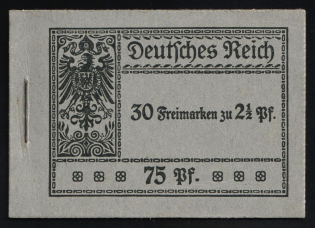 Deutsches Reich
30 Freimarken zu 2½ Pf.
75 Pf.